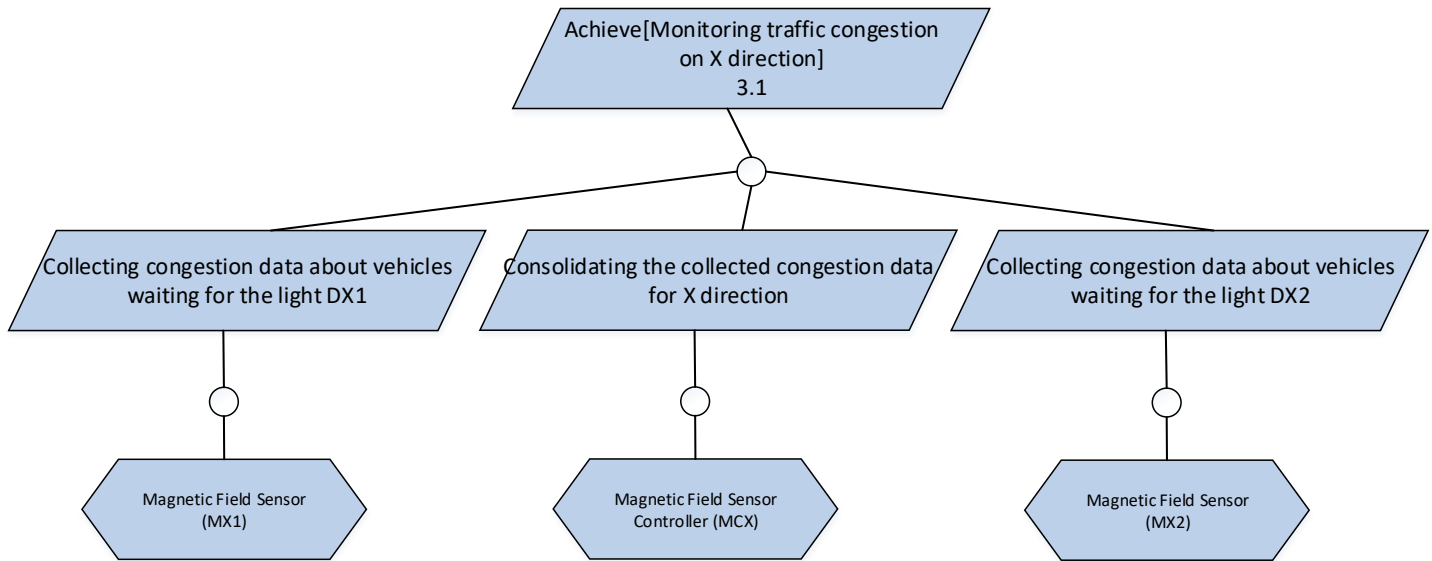 Achieve[Monitoring traffic congestion
on X direction]
3.1
Collecting congestion data about vehicles
waiting for the light DX1
Consolidating the collected congestion data
for X direction
Collecting congestion data about vehicles
waiting for the light DX2
Magnetic Field Sensor
(MX1)
Magnetic Field Sensor
Controller (MCX)
Magnetic Field Sensor
(MX2)